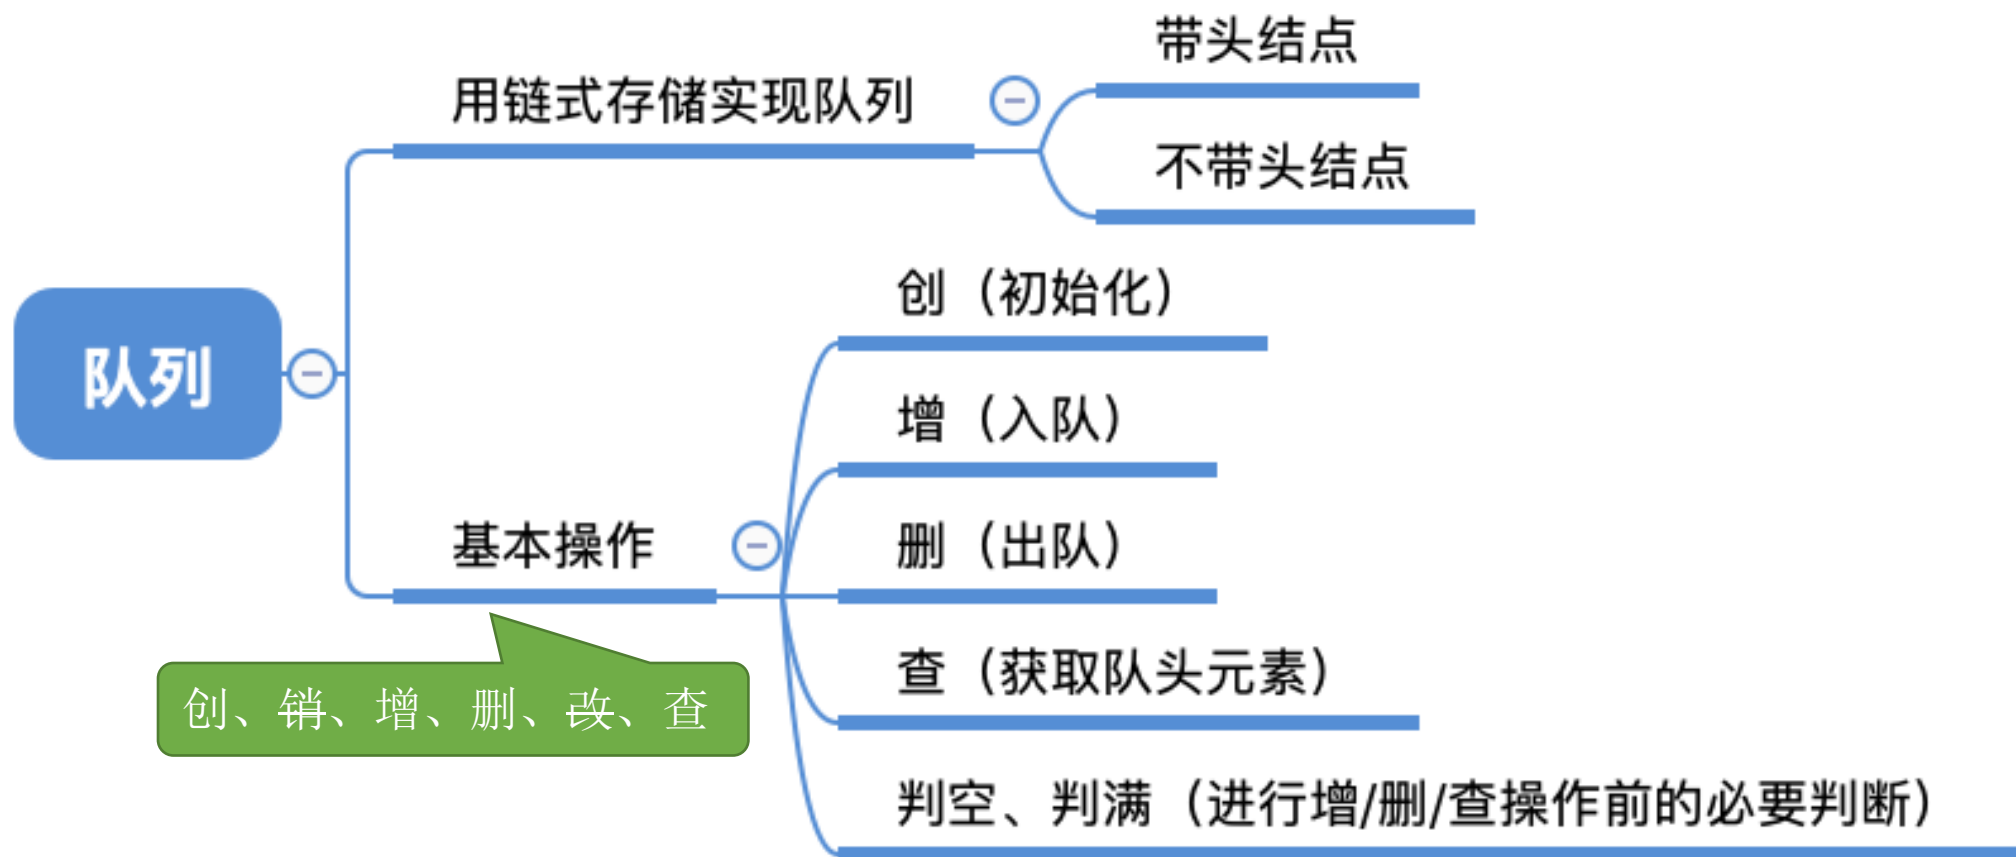 带头结点
用链式存储实现队列
不带头结点
创（初始化）
增（入队）
队列
删（出队）
基本操作
查（获取队头元素）
创、销、增、删、改、查
判空、判满（进行增/删/查操作前的必要判断）